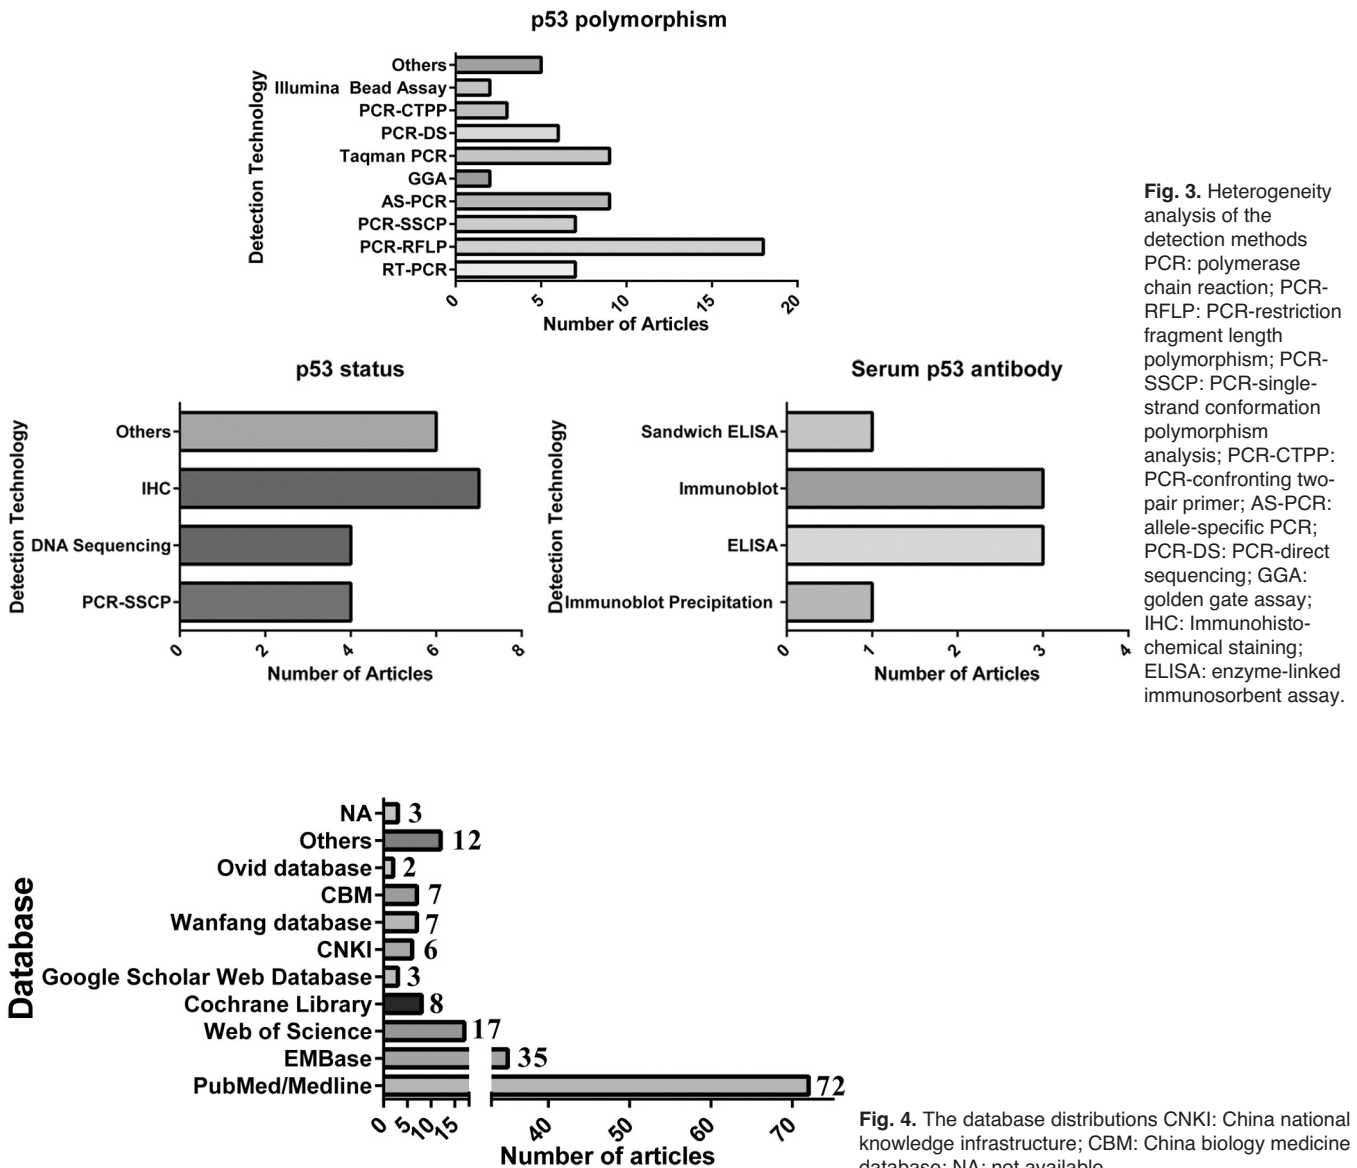 p53 polymorphism
Detection Technology
Others
Illumina Bead Assay
PCR-CTPP
PCR-DS
Taqman PCR
GGA
AS-PCR
PCR-SSCP
PCR-RFLP
RT-PCR
0 5 10 15 20
Number of Articles
p53 status
Detection Technology
Others
IHC
DNA Sequencing
PCR-SSCP
0 2 4 6 8
Number of Articles
Serum p53 antibody
Detection Technology
Sandwich ELISA
Immunoblot
ELISA
Immunoblot Precipitation
0 1 2 3 4
Number of Articles
Fig. 3. Heterogeneity
analysis of the
detection methods
PCR: polymerase
chain reaction; PCR-
RFLP: PCR-restriction
fragment length
polymorphism; PCR-
SSCP: PCR-single-
strand conformation
polymorphism
analysis; PCR-CTPP:
PCR-confronting two-
pair primer; AS-PCR:
allele-specific PCR;
PCR-DS: PCR-direct
sequencing; GGA:
golden gate assay;
IHC: Immunohisto-
chemical staining;
ELISA: enzyme-linked
immunosorbent assay.
Database
NA 3
Others 12
Ovid database 2
CBM 7
Wanfang database 7
CNKI 6
Google Scholar Web Database 3
Cochrane Library 8
Web of Science 17
EMBase 35
PubMed/Medline 72
0 5 10 15 40 50 60 70
Number of articles
Fig. 4. The database distributions CNKI: China national
knowledge infrastructure; CBM: China biology medicine
database; NA: not available